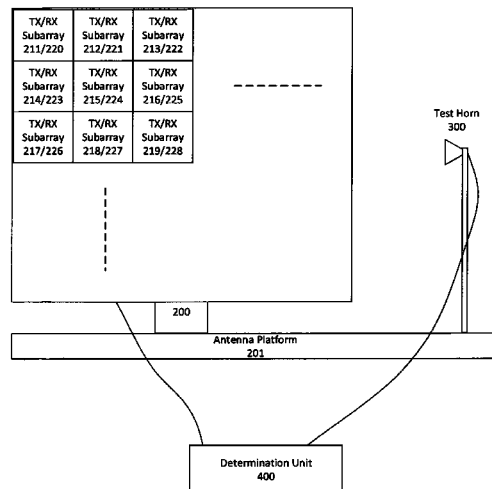 TX/RX
Subarray
211/220
TX/RX
Subarray
212/221
TX/RX
Subarray
213/222
TX/RX
Subarray
214/223
TX/RX
Subarray
215/224
TX/RX
Subarray
216/225
TX/RX
Subarray
217/226
TX/RX
Subarray
218/227
TX/RX
Subarray
219/228
Test Horn
300
200
Antenna Platform
201
Determination Unit
400